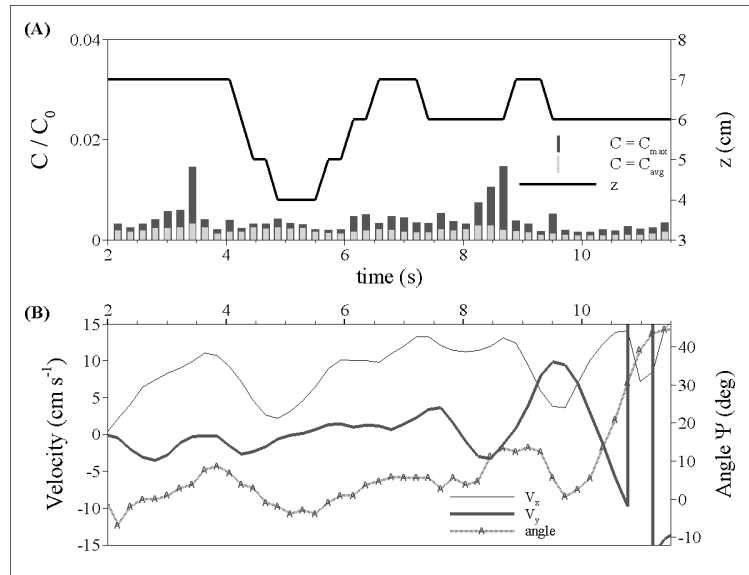 (A)
0.04
0.02
0
C / C0
8
7
6
5
4
3
z (cm)
C = Cmax
C = Cavg
z
2 4 6 8 10
time (s)
(B)
2 4 6 8 10
15
10
5
0
-5
-10
-15
Velocity (cm s-1)
40
30
20
10
0
-10
Angle Ψ (deg)
Vx
Vy
A angle